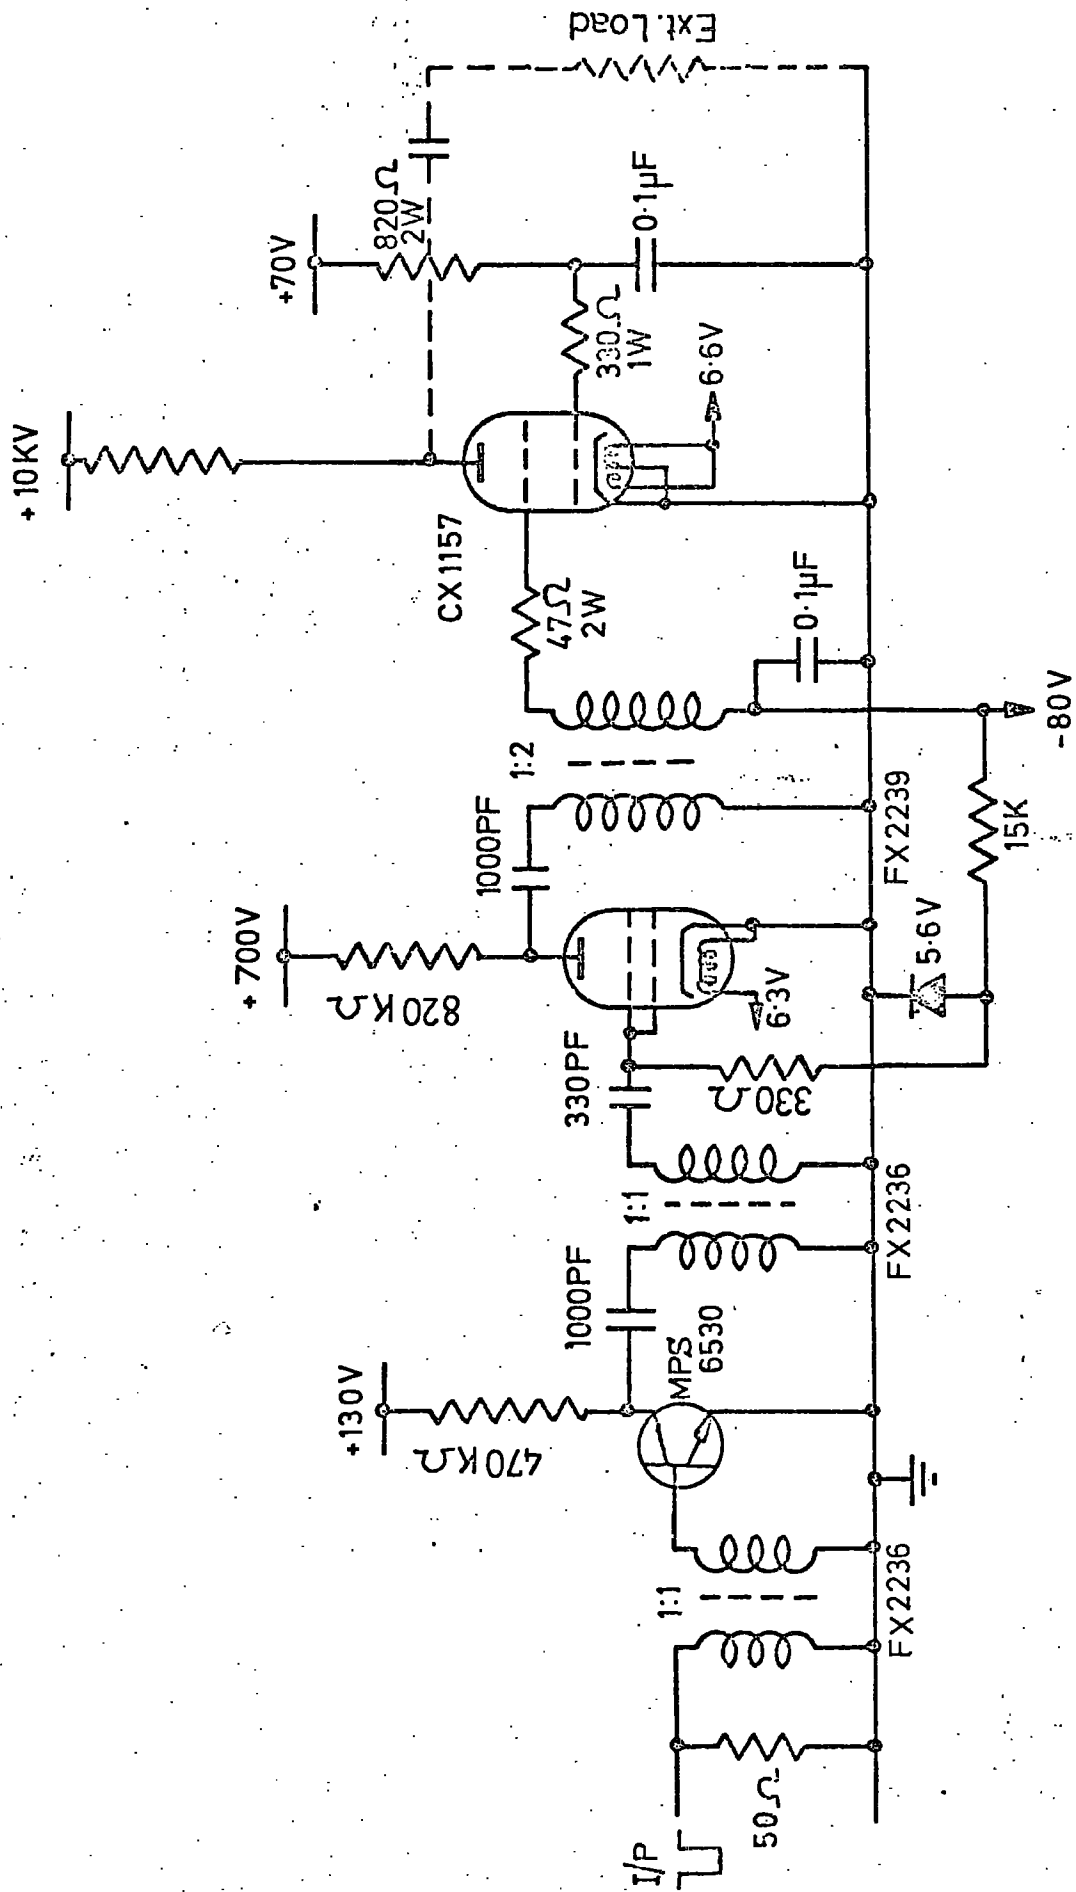 I/P
50Ω
1:1
FX2236
+130V
470KΩ
MPS
6530
1000PF
1:1
FX2236
330PF
330Ω
+700V
820KΩ
6·3V
5·6V
15K
-80V
1000PF
1:2
FX2239
0·1µF
47Ω
2W
CX1157
+10KV
6·6V
330Ω
1W
+70V
820Ω
2W
0·1µF
Ext. Load